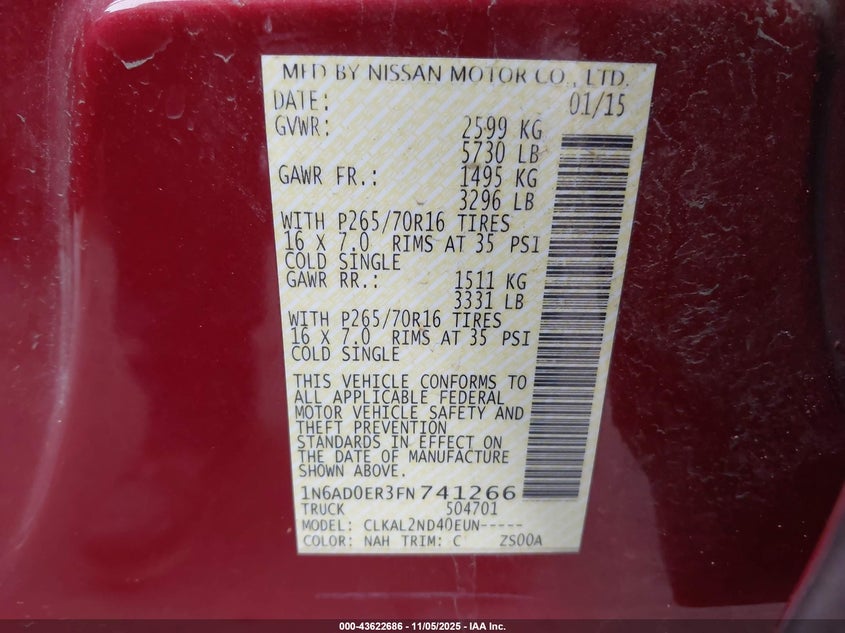 MFD BY NISSAN MOTOR CO., LTD.
DATE: 01/15
GVWR: 2599 KG
5730 LB
GAWR FR.: 1495 KG
3296 LB
WITH P265/70R16 TIRES
16 X 7.0 RIMS AT 35 PSI
COLD SINGLE
GAWR RR.: 1511 KG
3331 LB
WITH P265/70R16 TIRES
16 X 7.0 RIMS AT 35 PSI
COLD SINGLE
THIS VEHICLE CONFORMS TO
ALL APPLICABLE FEDERAL
MOTOR VEHICLE SAFETY AND
THEFT PREVENTION
STANDARDS IN EFFECT ON
THE DATE OF MANUFACTURE
SHOWN ABOVE.
1N6AD0ER3FN741266
TRUCK 504701
MODEL: CLKAL2ND40EUN-----
COLOR: NAH TRIM: C ZS00A
000-43622686 - 11/05/2025 - IAA Inc.